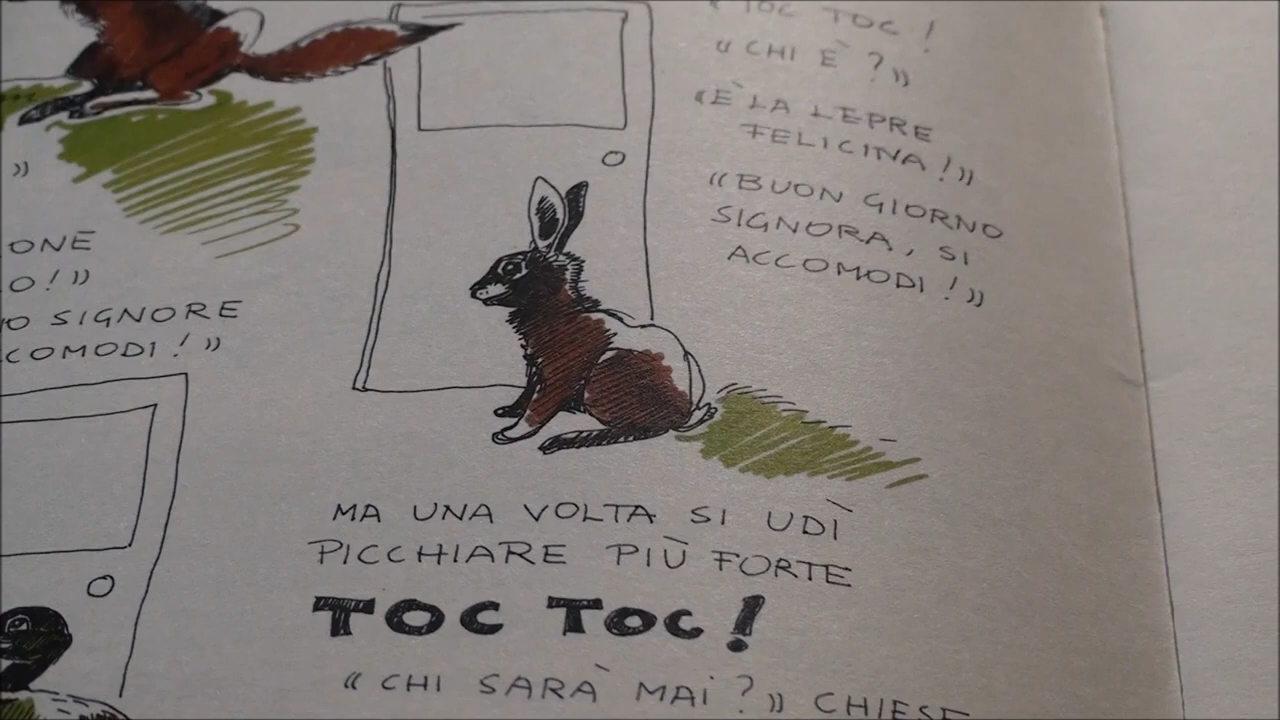 »
ONE
O!»
O SIGNORE
COMODI!»
«TOC TOC!
«CHI È?»
«È LA LEPRE
FELICINA!»
«BUON GIORNO
SIGNORA, SI
ACCOMODI!»
MA UNA VOLTA SI UDÌ
PICCHIARE PIÙ FORTE
TOC TOC!
«CHI SARÀ MAI?» CHIESE